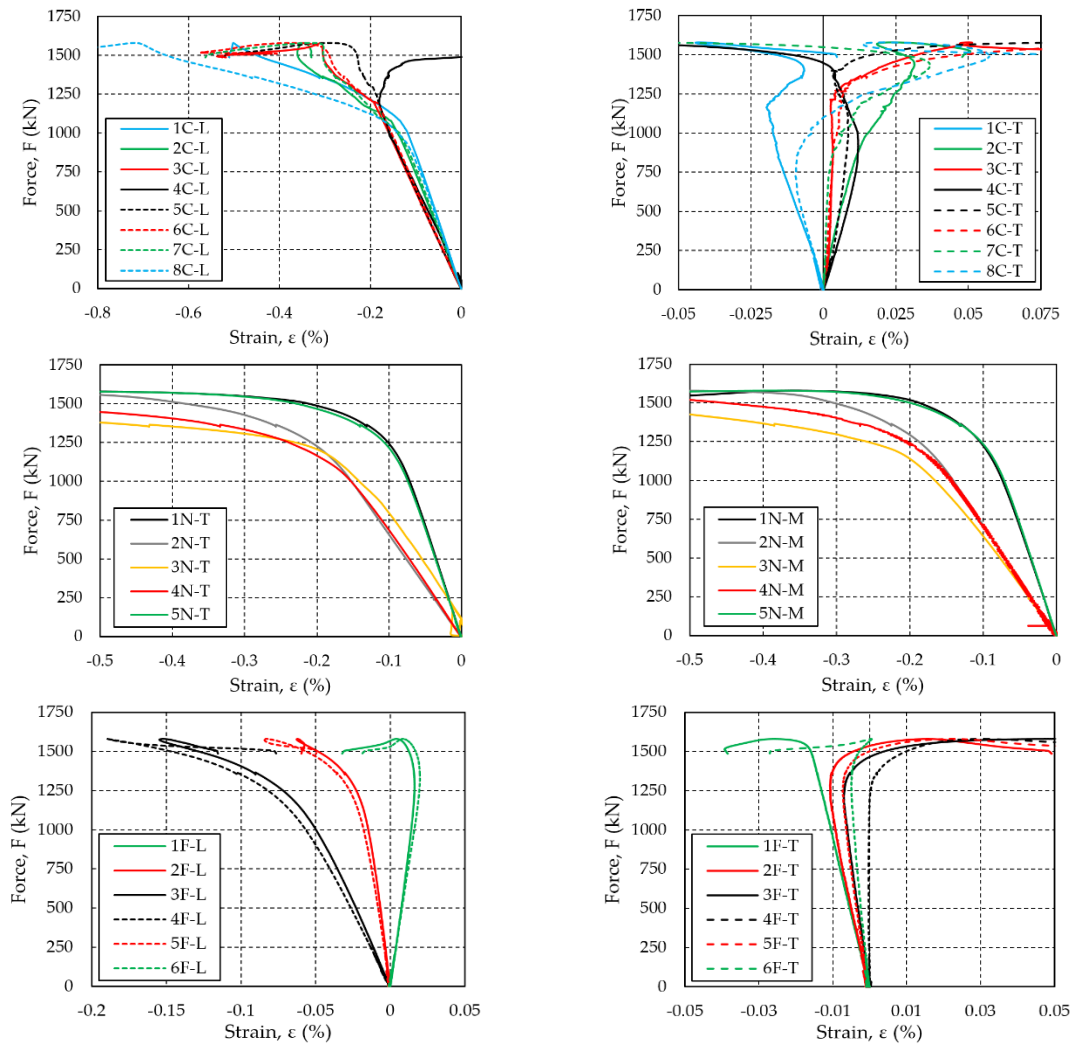 1750
1500
1250
1000
750
500
250
0
Force, F (kN)
1C-L
2C-L
3C-L
4C-L
5C-L
6C-L
7C-L
8C-L
-0.8 -0.6 -0.4 -0.2 0
Strain, ε (%)
1750
1500
1250
1000
750
500
250
0
Force, F (kN)
1C-T
2C-T
3C-T
4C-T
5C-T
6C-T
7C-T
8C-T
-0.05 -0.025 0 0.025 0.05 0.075
Strain, ε (%)
1750
1500
1250
1000
750
500
250
0
Force, F (kN)
1N-T
2N-T
3N-T
4N-T
5N-T
-0.5 -0.4 -0.3 -0.2 -0.1 0
Strain, ε (%)
1750
1500
1250
1000
750
500
250
0
Force, F (kN)
1N-M
2N-M
3N-M
4N-M
5N-M
-0.5 -0.4 -0.3 -0.2 -0.1 0
Strain, ε (%)
1750
1500
1250
1000
750
500
250
0
Force, F (kN)
1F-L
2F-L
3F-L
4F-L
5F-L
6F-L
-0.2 -0.15 -0.1 -0.05 0 0.05
Strain, ε (%)
1750
1500
1250
1000
750
500
250
0
Force, F (kN)
1F-T
2F-T
3F-T
4F-T
5F-T
6F-T
-0.05 -0.03 -0.01 0.01 0.03 0.05
Strain, ε (%)